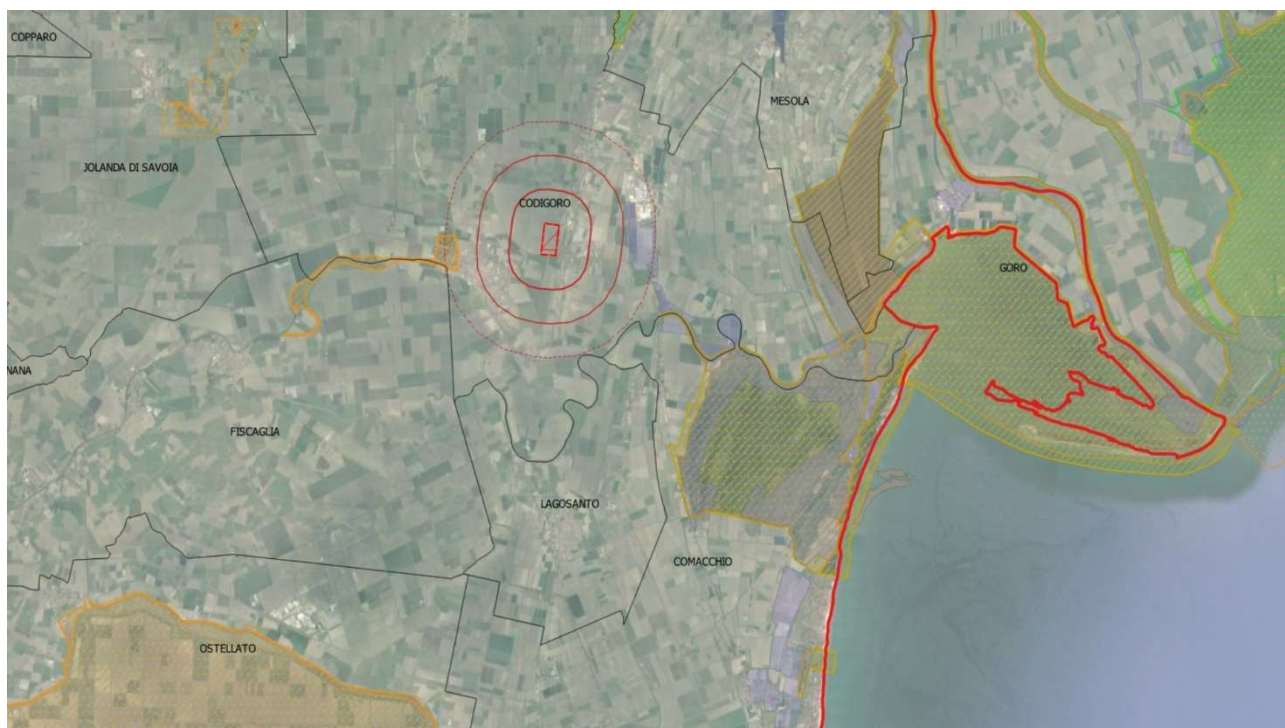 COPPARO
MESOLA
JOLANDA DI SAVOIA
CODIGORO
GORO
NANA
FISCAGLIA
LAGOSANTO
COMACCHIO
OSTELLATO